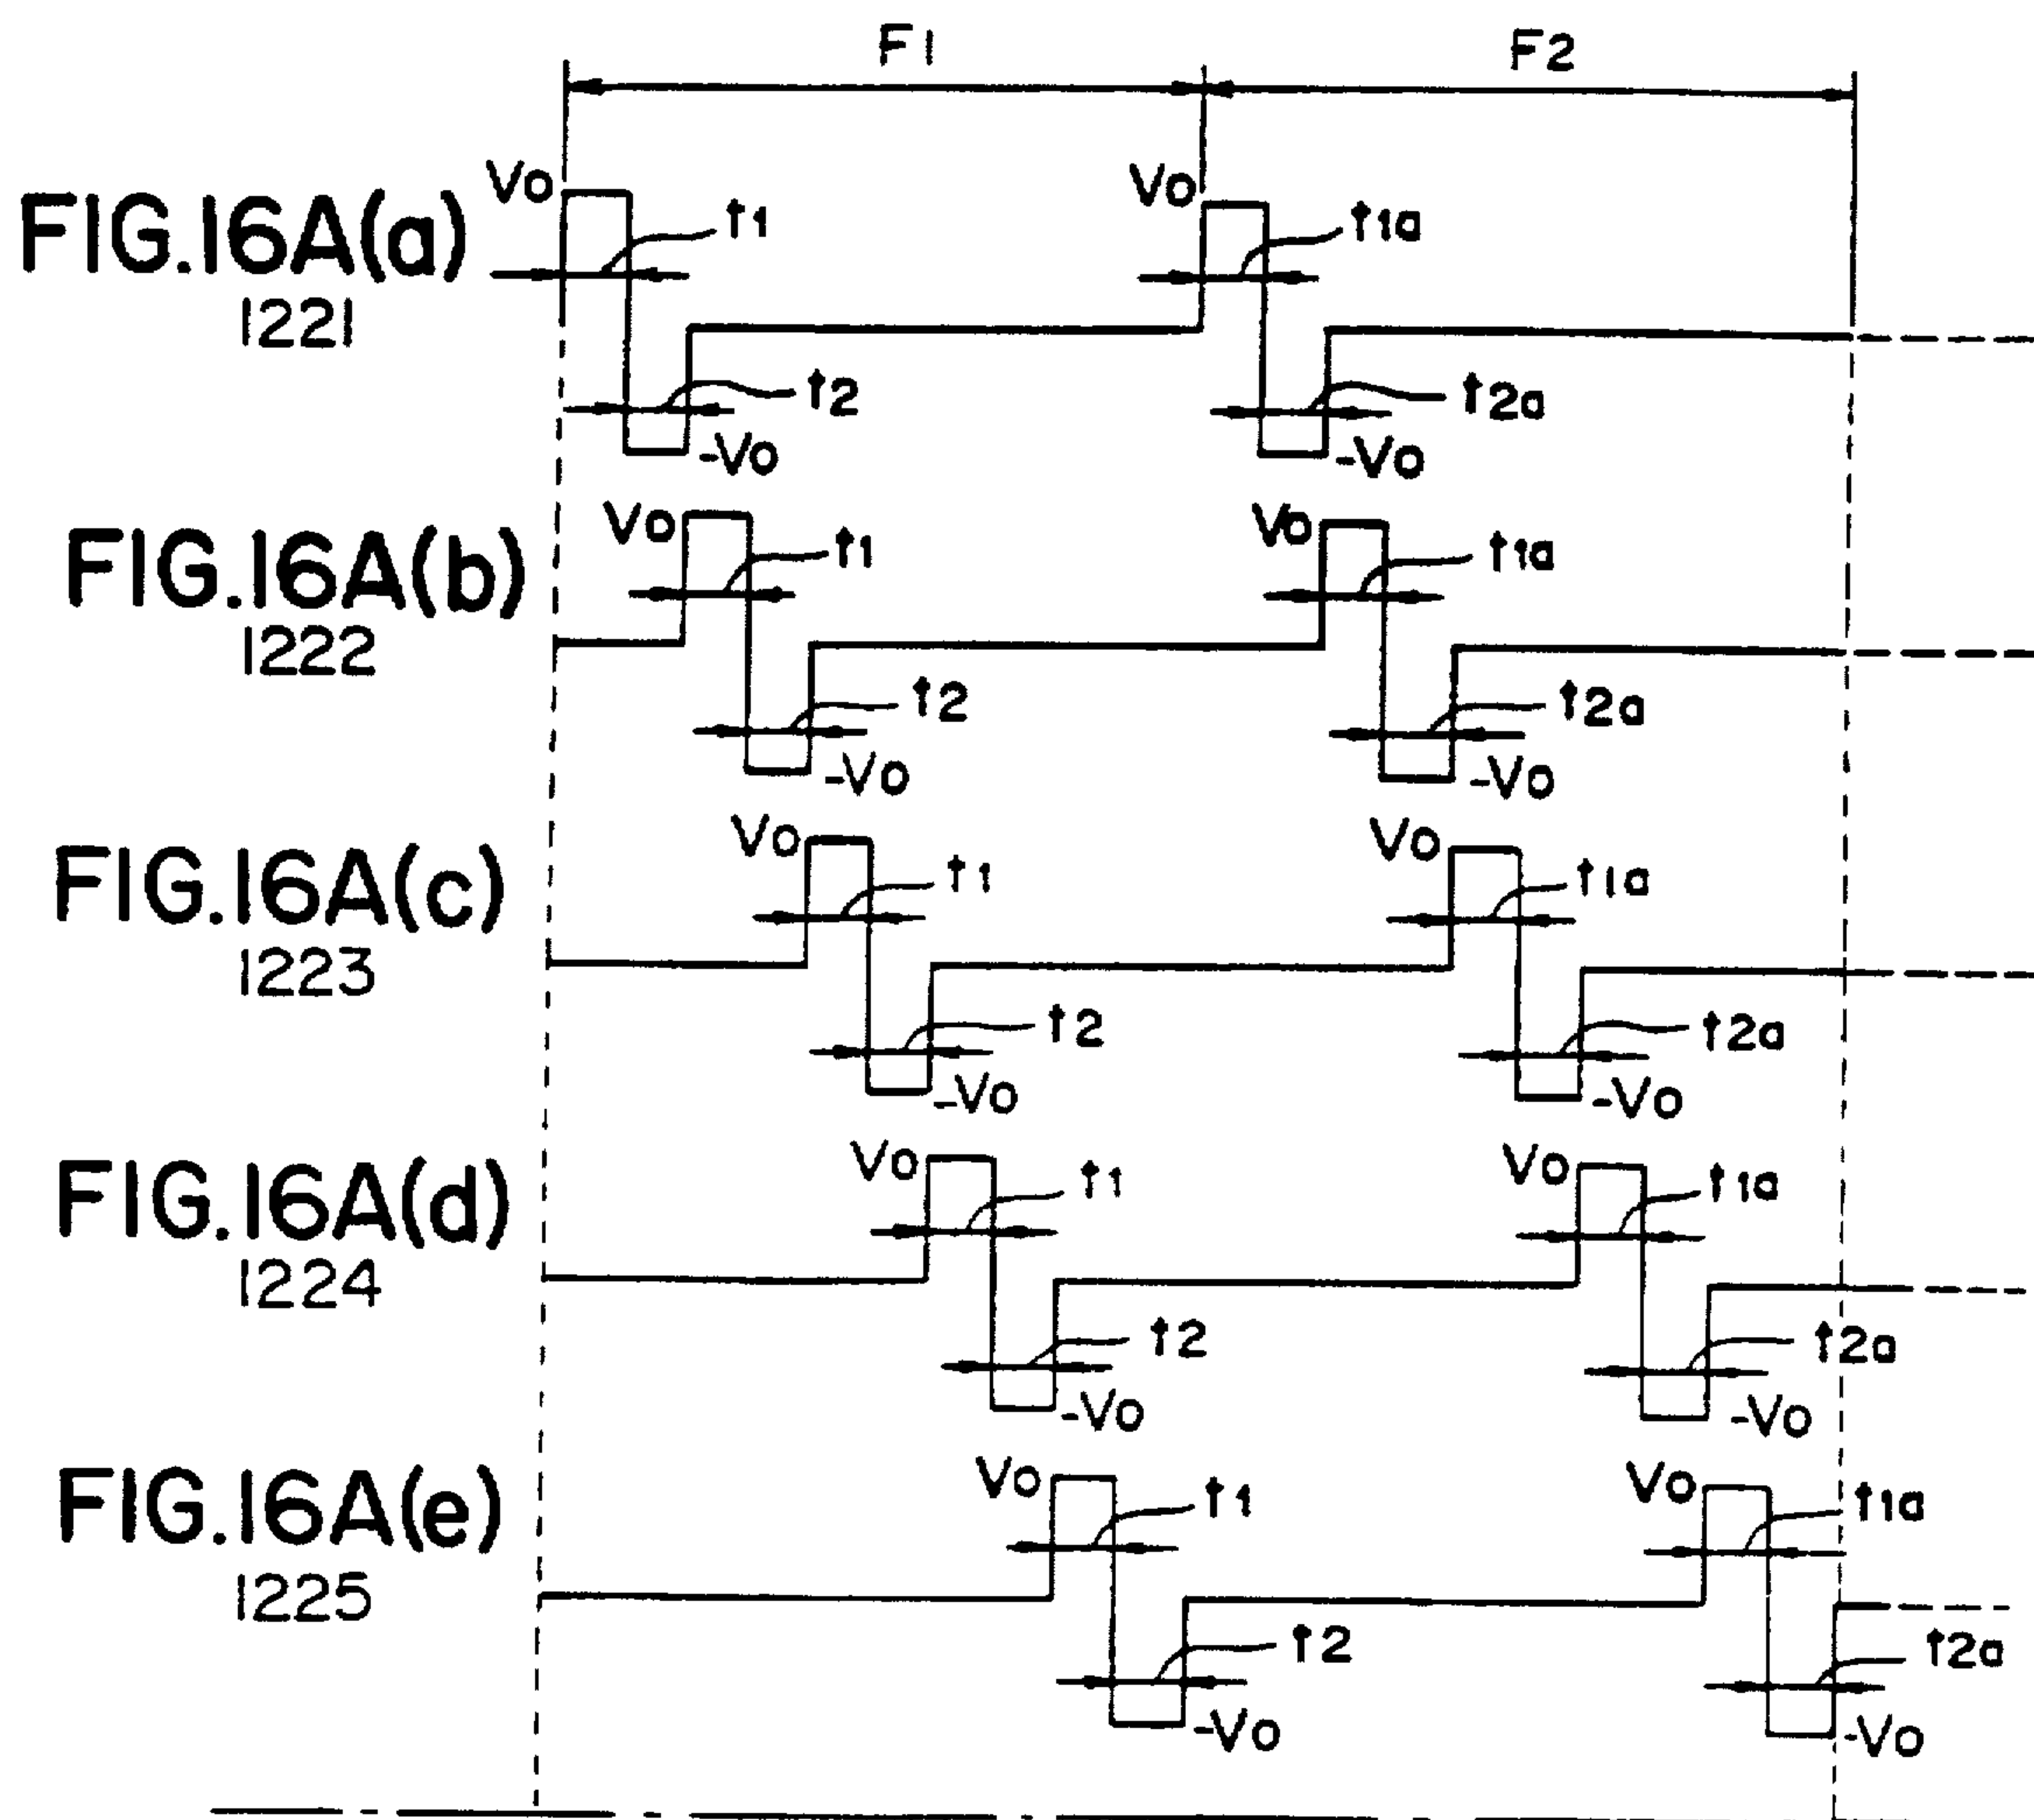 F1 F2
Vo Vo
FIG.16A(a) t1 t1a
1221
t2 t2a
-Vo -Vo
Vo Vo
FIG.16A(b) t1 t1a
1222
t2 t2a
-Vo -Vo
Vo Vo
FIG.16A(c) t1 t1a
1223
t2 t2a
-Vo -Vo
Vo Vo
FIG.16A(d) t1 t1a
1224
t2 t2a
-Vo -Vo
Vo Vo
FIG.16A(e) t1 t1a
1225
t2 t2a
-Vo -Vo